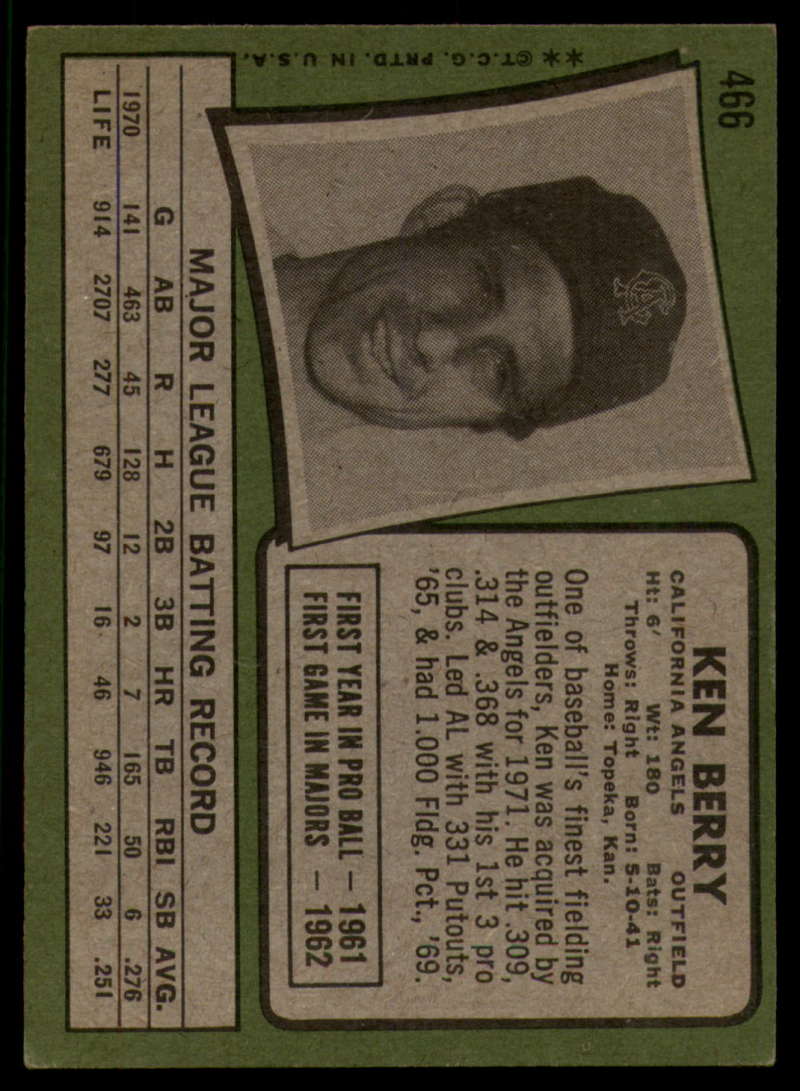 466
**©T.C.G. PRTD. IN U.S.A.
KEN BERRY
CALIFORNIA ANGELS OUTFIELD
Ht: 6' Wt: 180 Bats: Right
Throws: Right Born: 5-10-41
Home: Topeka, Kan.
One of baseball's finest fielding
outfielders, Ken was acquired by
the Angels for 1971. He hit .309,
.314 & .368 with his 1st 3 pro
clubs. Led AL with 331 Putouts,
'65, & had 1.000 Fldg. Pct., '69.
FIRST YEAR IN PRO BALL — 1961
FIRST GAME IN MAJORS — 1962
MAJOR LEAGUE BATTING RECORD
G AB R H 2B 3B HR TB RBI SB AVG.
1970 141 463 45 128 12 2 7 165 50 6 .276
LIFE 914 2707 277 679 97 16 46 946 221 33 .251